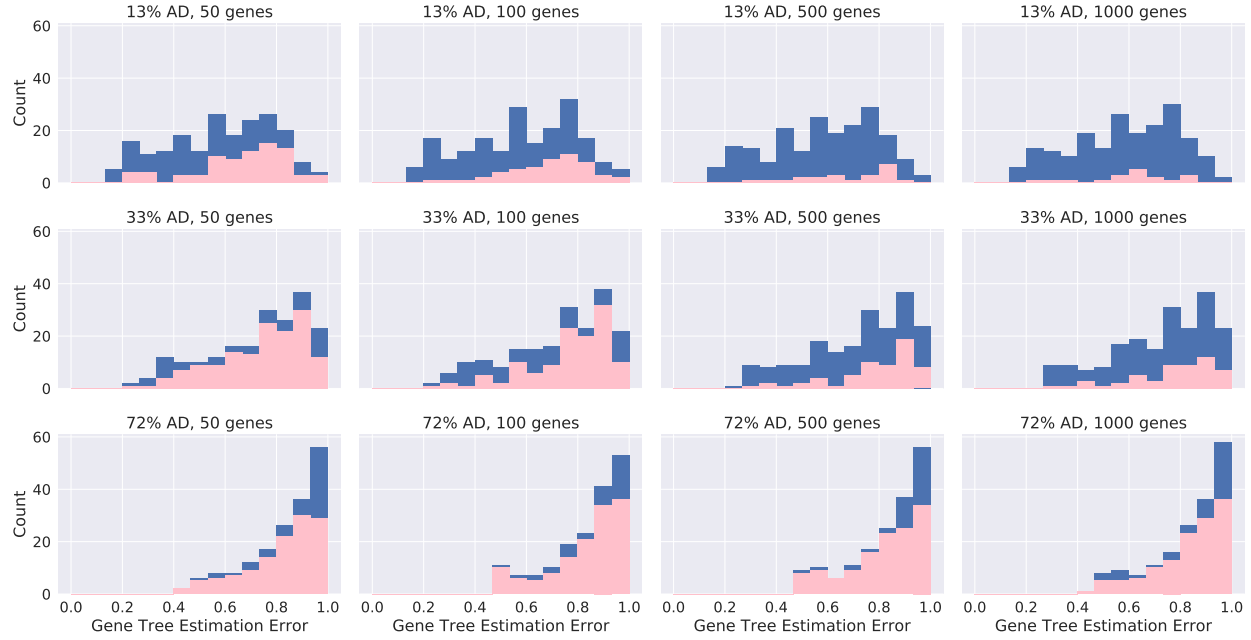 13% AD, 50 genes
13% AD, 100 genes
13% AD, 500 genes
13% AD, 1000 genes
60
40
20
0
Count
33% AD, 50 genes
33% AD, 100 genes
33% AD, 500 genes
33% AD, 1000 genes
60
40
20
0
Count
72% AD, 50 genes
72% AD, 100 genes
72% AD, 500 genes
72% AD, 1000 genes
60
40
20
0
Count
0.0 0.2 0.4 0.6 0.8 1.0
0.0 0.2 0.4 0.6 0.8 1.0
0.0 0.2 0.4 0.6 0.8 1.0
0.0 0.2 0.4 0.6 0.8 1.0
Gene Tree Estimation Error
Gene Tree Estimation Error
Gene Tree Estimation Error
Gene Tree Estimation Error